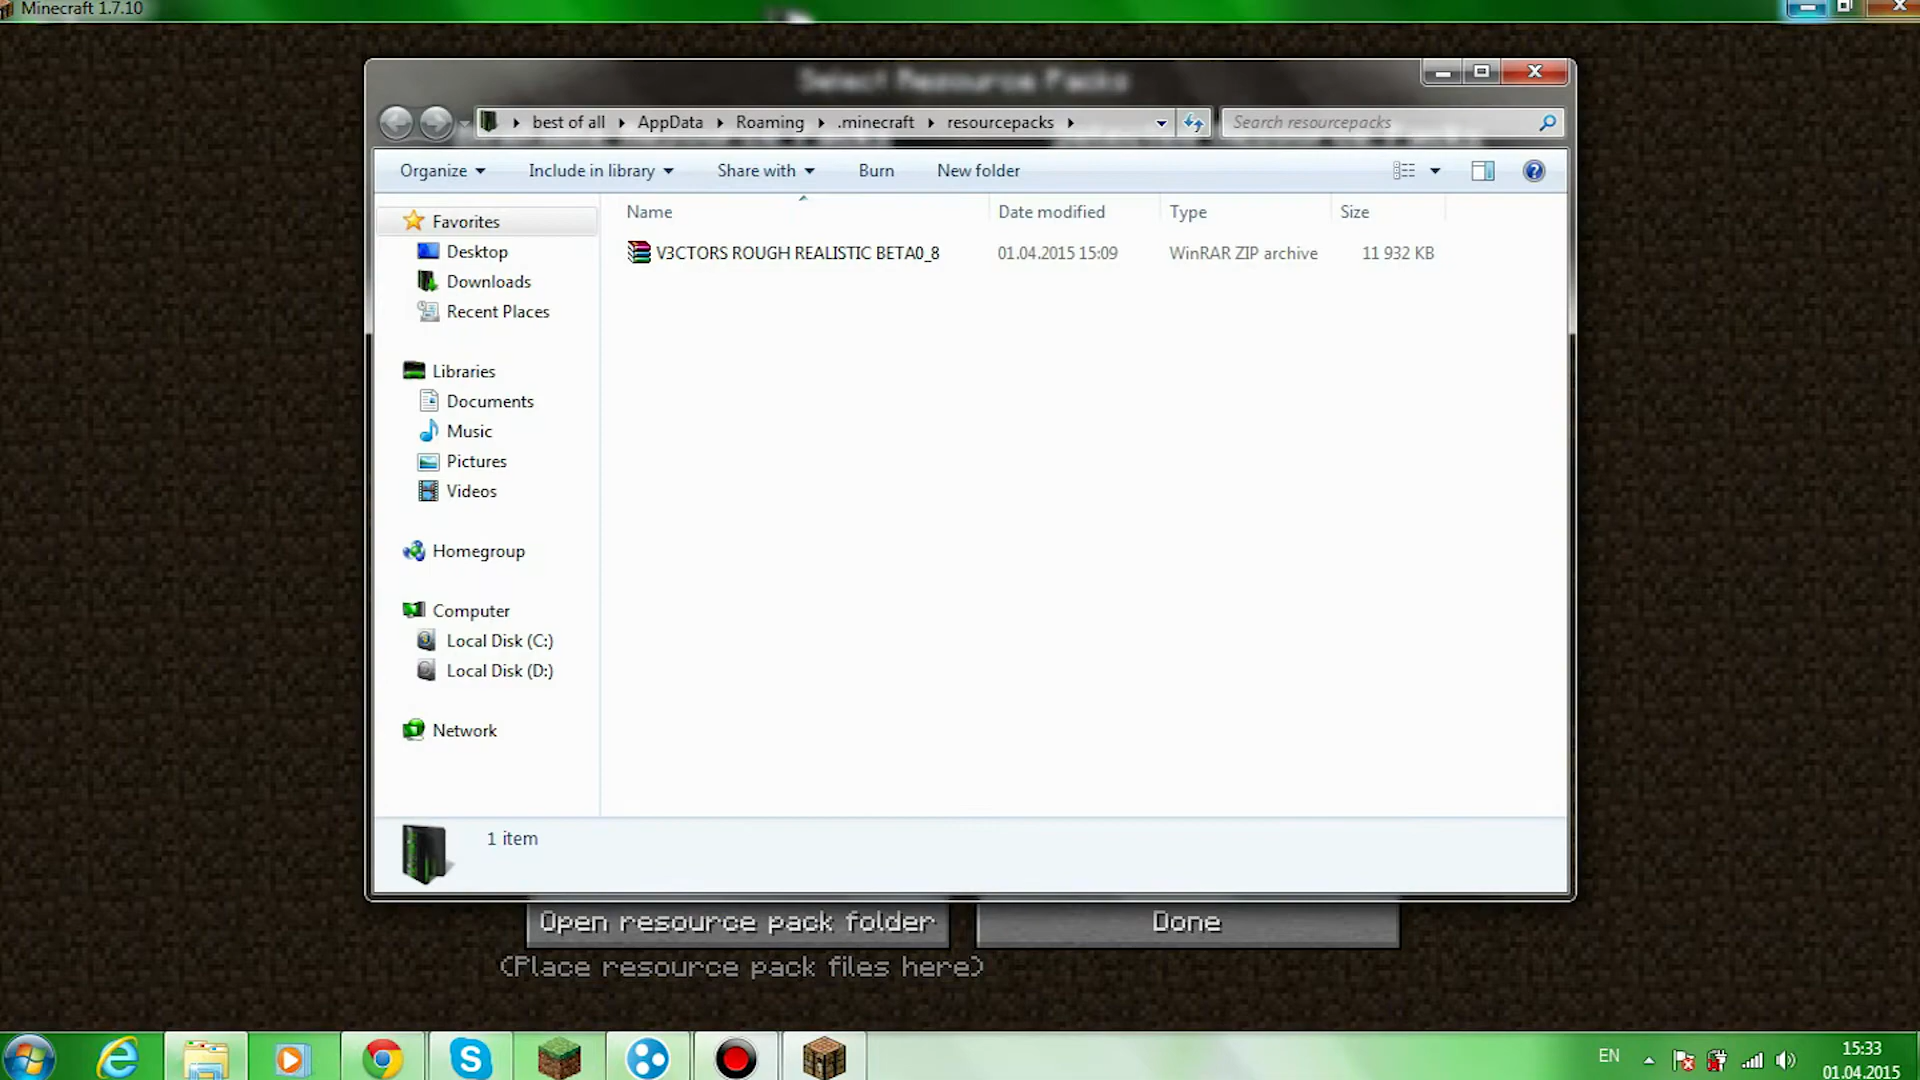 Minecraft 1.7.10
Select Resource Packs
best of all AppData Roaming .minecraft resourcepacks
Search resourcepacks
Organize Include in library Share with Burn New folder
Name Date modified Type Size
V3CTORS ROUGH REALISTIC BETA0_8 01.04.2015 15:09 WinRAR ZIP archive 11 932 KB
Favorites
Desktop
Downloads
Recent Places
Libraries
Documents
Music
Pictures
Videos
Homegroup
Computer
Local Disk (C:)
Local Disk (D:)
Network
1 item
Open resource pack folder
Done
(Place resource pack files here)
EN
15:33
01.04.2015